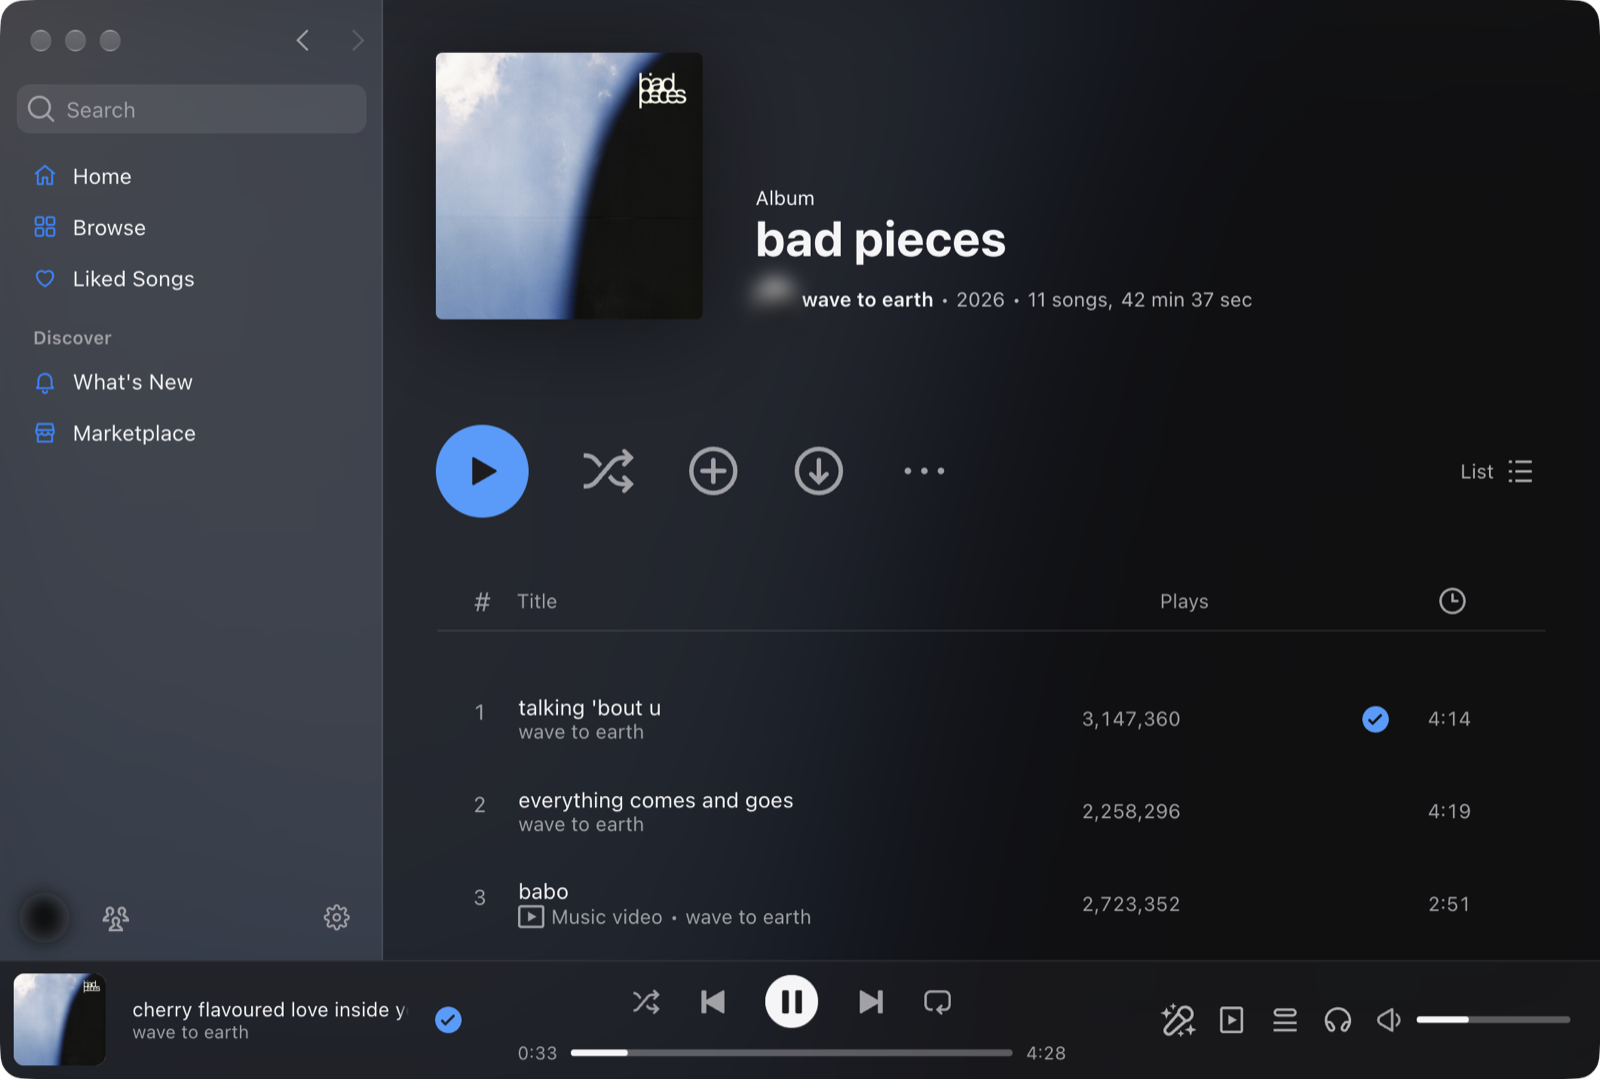 Search
Home
Browse
Liked Songs
Discover
What's New
Marketplace
bad
pieces
Album
bad pieces
wave to earth • 2026 • 11 songs, 42 min 37 sec
List
# Title Plays
1 talking 'bout u 3,147,360 4:14
wave to earth
2 everything comes and goes 2,258,296 4:19
wave to earth
3 babo 2,723,352 2:51
Music video • wave to earth
bad
pieces
cherry flavoured love inside y
wave to earth
0:33 4:28